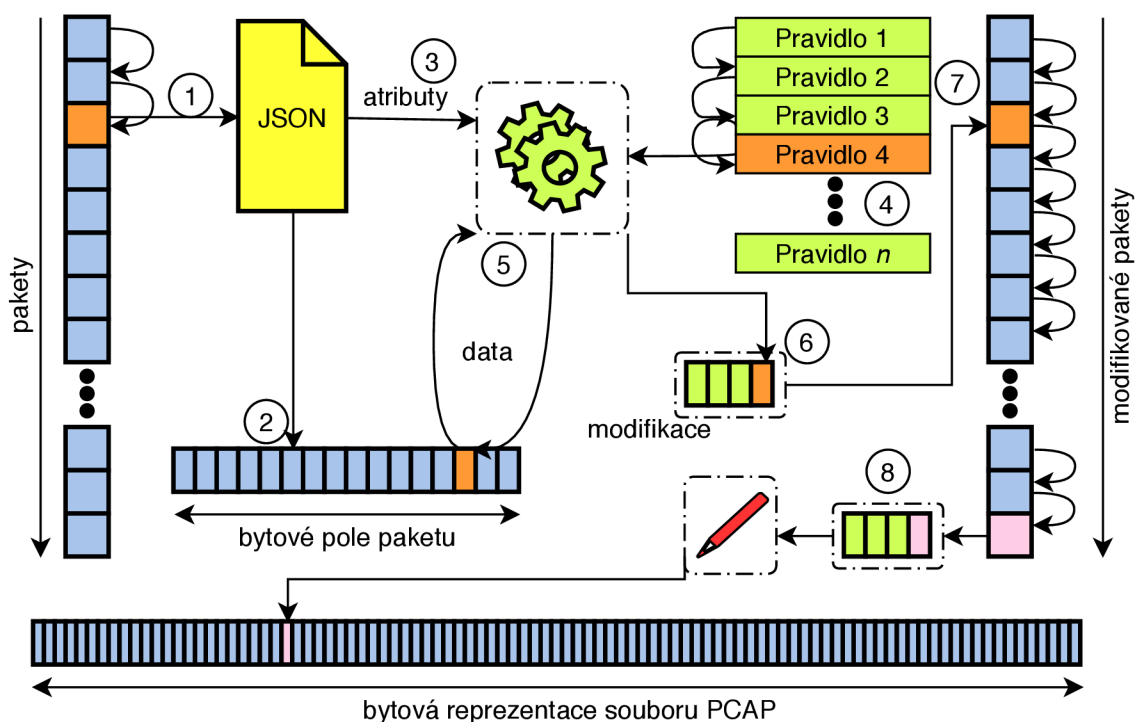 pakety
1
JSON
3
atributy
Pravidlo 1
Pravidlo 2
Pravidlo 3
Pravidlo 4
4
Pravidlo n
7
modifikované pakety
5
data
6
modifikace
2
bytové pole paketu
8
bytová reprezentace souboru PCAP